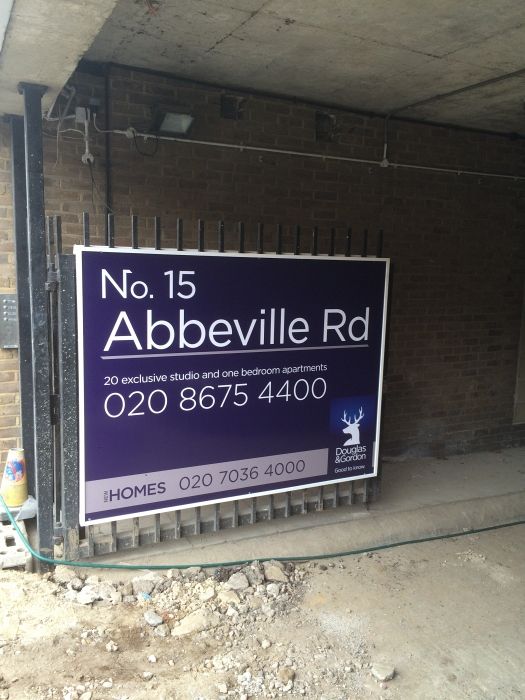 No. 15
Abbeville Rd
20 exclusive studio and one bedroom apartments
020 8675 4400
Douglas
&Gordon
Good to know
NEW HOMES 020 7036 4000